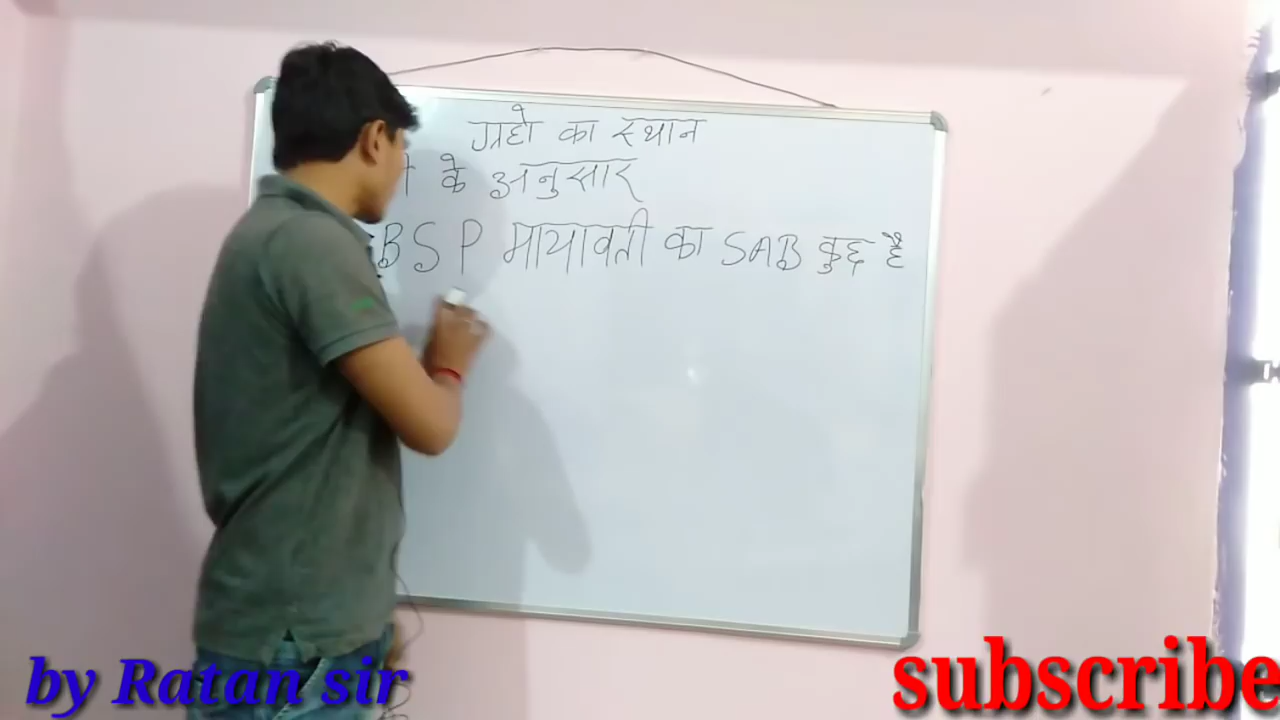 ग्रहो का स्थान
के अनुसार
BSP मायावती का SAB कुछ है
by Ratan sir
subscribe